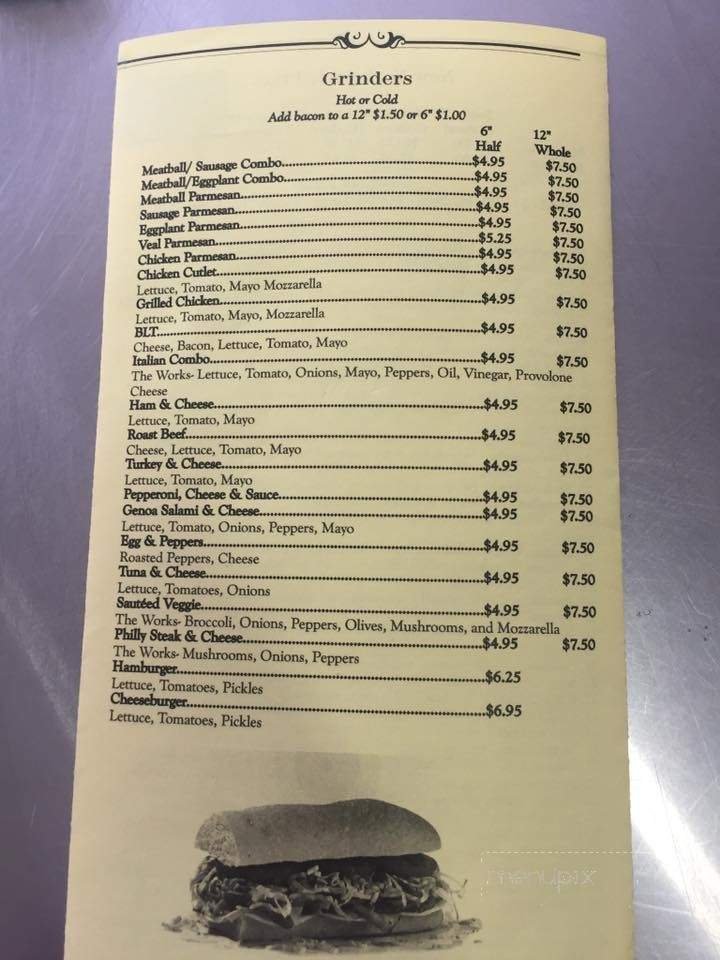 Grinders
Hot or Cold
Add bacon to a 12" $1.50 or 6" $1.00
6" 12"
Half Whole
Meatball/ Sausage Combo $4.95 $7.50
Meatball/Eggplant Combo $4.95 $7.50
Meatball Parmesan $4.95 $7.50
Sausage Parmesan $4.95 $7.50
Eggplant Parmesan $4.95 $7.50
Veal Parmesan $5.25 $7.50
Chicken Parmesan $4.95 $7.50
Chicken Cutlet $4.95 $7.50
Lettuce, Tomato, Mayo Mozzarella
Grilled Chicken $4.95 $7.50
Lettuce, Tomato, Mayo, Mozzarella
BLT $4.95 $7.50
Cheese, Bacon, Lettuce, Tomato, Mayo
Italian Combo $4.95 $7.50
The Works- Lettuce, Tomato, Onions, Mayo, Peppers, Oil, Vinegar, Provolone
Cheese
Ham & Cheese $4.95 $7.50
Lettuce, Tomato, Mayo
Roast Beef $4.95 $7.50
Cheese, Lettuce, Tomato, Mayo
Turkey & Cheese $4.95 $7.50
Lettuce, Tomato, Mayo
Pepperoni, Cheese & Sauce $4.95 $7.50
Genoa Salami & Cheese $4.95 $7.50
Lettuce, Tomato, Onions, Peppers, Mayo
Egg & Peppers $4.95 $7.50
Roasted Peppers, Cheese
Tuna & Cheese $4.95 $7.50
Lettuce, Tomatoes, Onions
Sautéed Veggie $4.95 $7.50
The Works- Broccoli, Onions, Peppers, Olives, Mushrooms, and Mozzarella
Philly Steak & Cheese $4.95 $7.50
The Works- Mushrooms, Onions, Peppers
Hamburger $6.25
Lettuce, Tomatoes, Pickles
Cheeseburger $6.95
Lettuce, Tomatoes, Pickles
menupix